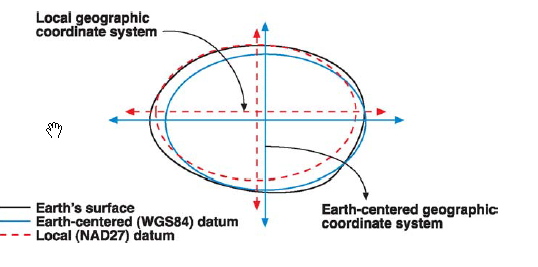 Local geographic
coordinate system
Earth's surface
Earth-centered (WGS84) datum
Local (NAD27) datum
Earth-centered geographic
coordinate system